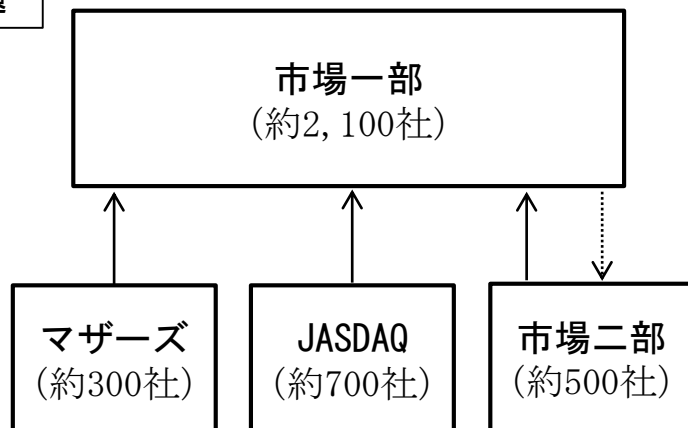 市場一部
(約2,100社)
マザーズ
(約300社)
JASDAQ
(約700社)
市場二部
(約500社)